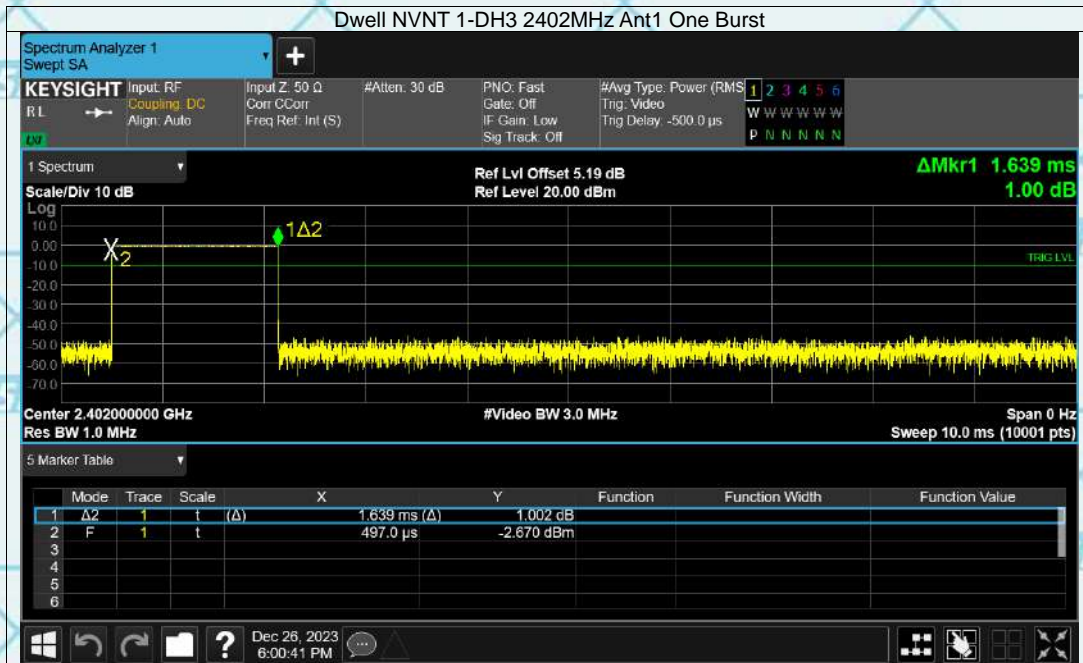 Dwell NVNT 1-DH3 2402MHz Ant1 One Burst
Spectrum Analyzer 1
Swept SA
+
KEYSIGHT Input: RF Input Z: 50 Ω #Atten: 30 dB PNO: Fast #Avg Type: Power (RMS 1 2 3 4 5 6
R L Coupling: DC Corr CCorr Gate: Off Trig: Video W W W W W W
Align: Auto Freq Ref: Int (S) IF Gain: Low Trig Delay: -500.0 µs P N N N N N
LXI Sig Track: Off
1 Spectrum Ref Lvl Offset 5.19 dB ΔMkr1 1.639 ms
Scale/Div 10 dB Ref Level 20.00 dBm 1.00 dB
Log
10.0
1Δ2
0.00
X2
-10.0
TRIG LVL
-20.0
-30.0
-40.0
-50.0
-60.0
-70.0
Center 2.402000000 GHz #Video BW 3.0 MHz Span 0 Hz
Res BW 1.0 MHz Sweep 10.0 ms (10001 pts)
5 Marker Table
Mode Trace Scale X Y Function Function Width Function Value
1 Δ2 1 t (Δ) 1.639 ms (Δ) 1.002 dB
2 F 1 t 497.0 µs -2.670 dBm
3
4
5
6
? Dec 26, 2023
6:00:41 PM